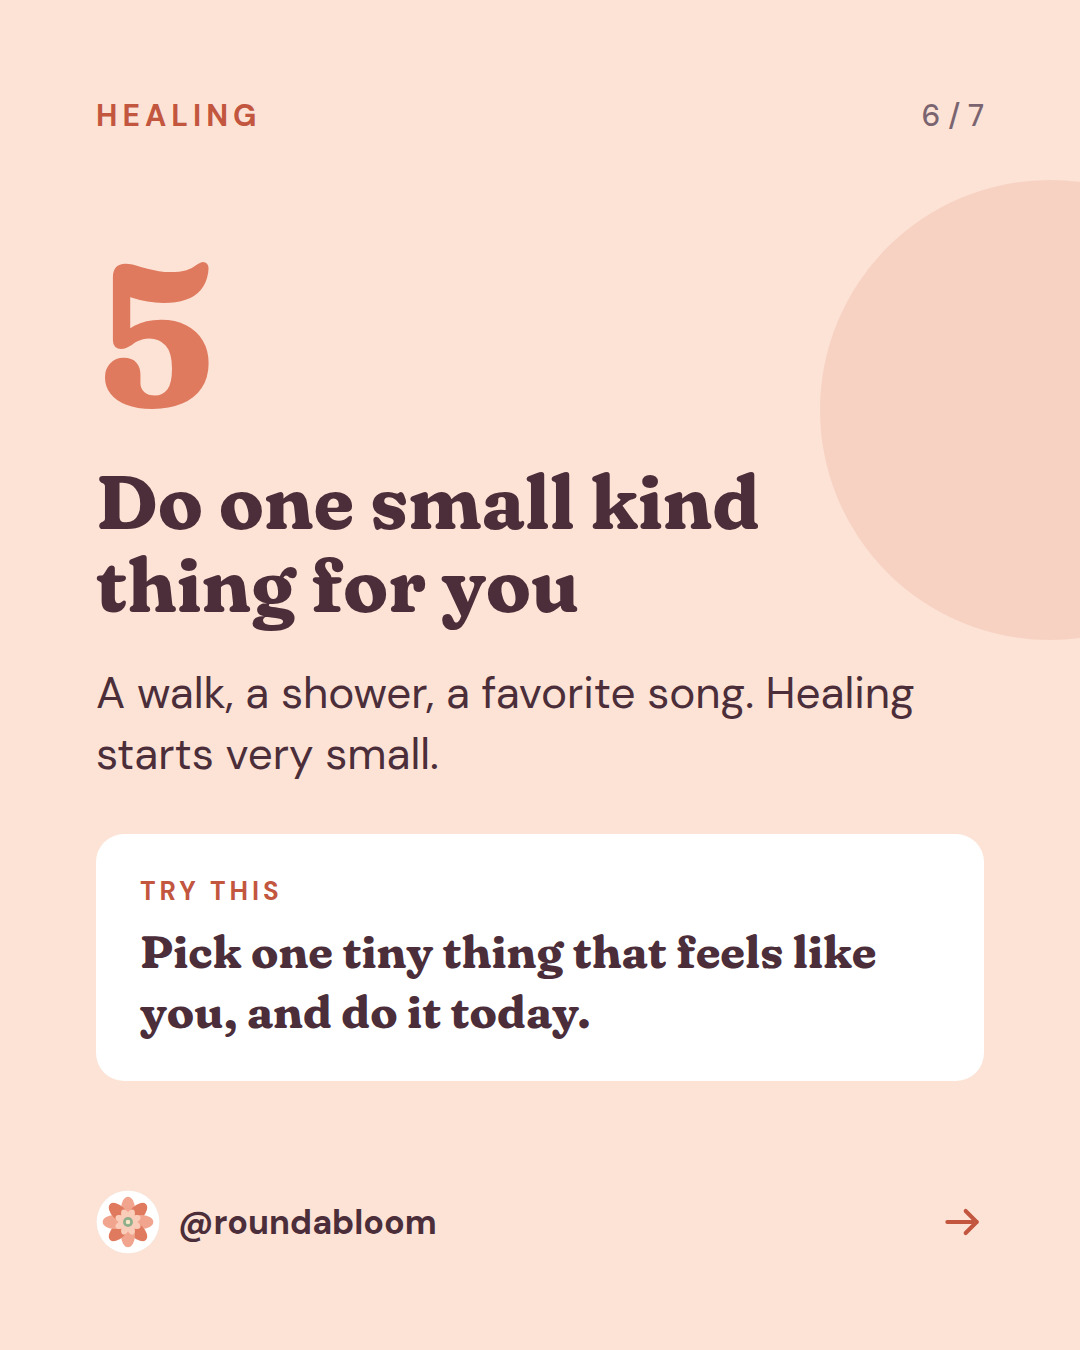 HEALING
6 / 7
5
Do one small kind
thing for you
A walk, a shower, a favorite song. Healing
starts very small.
TRY THIS
Pick one tiny thing that feels like
you, and do it today.
@roundabloom